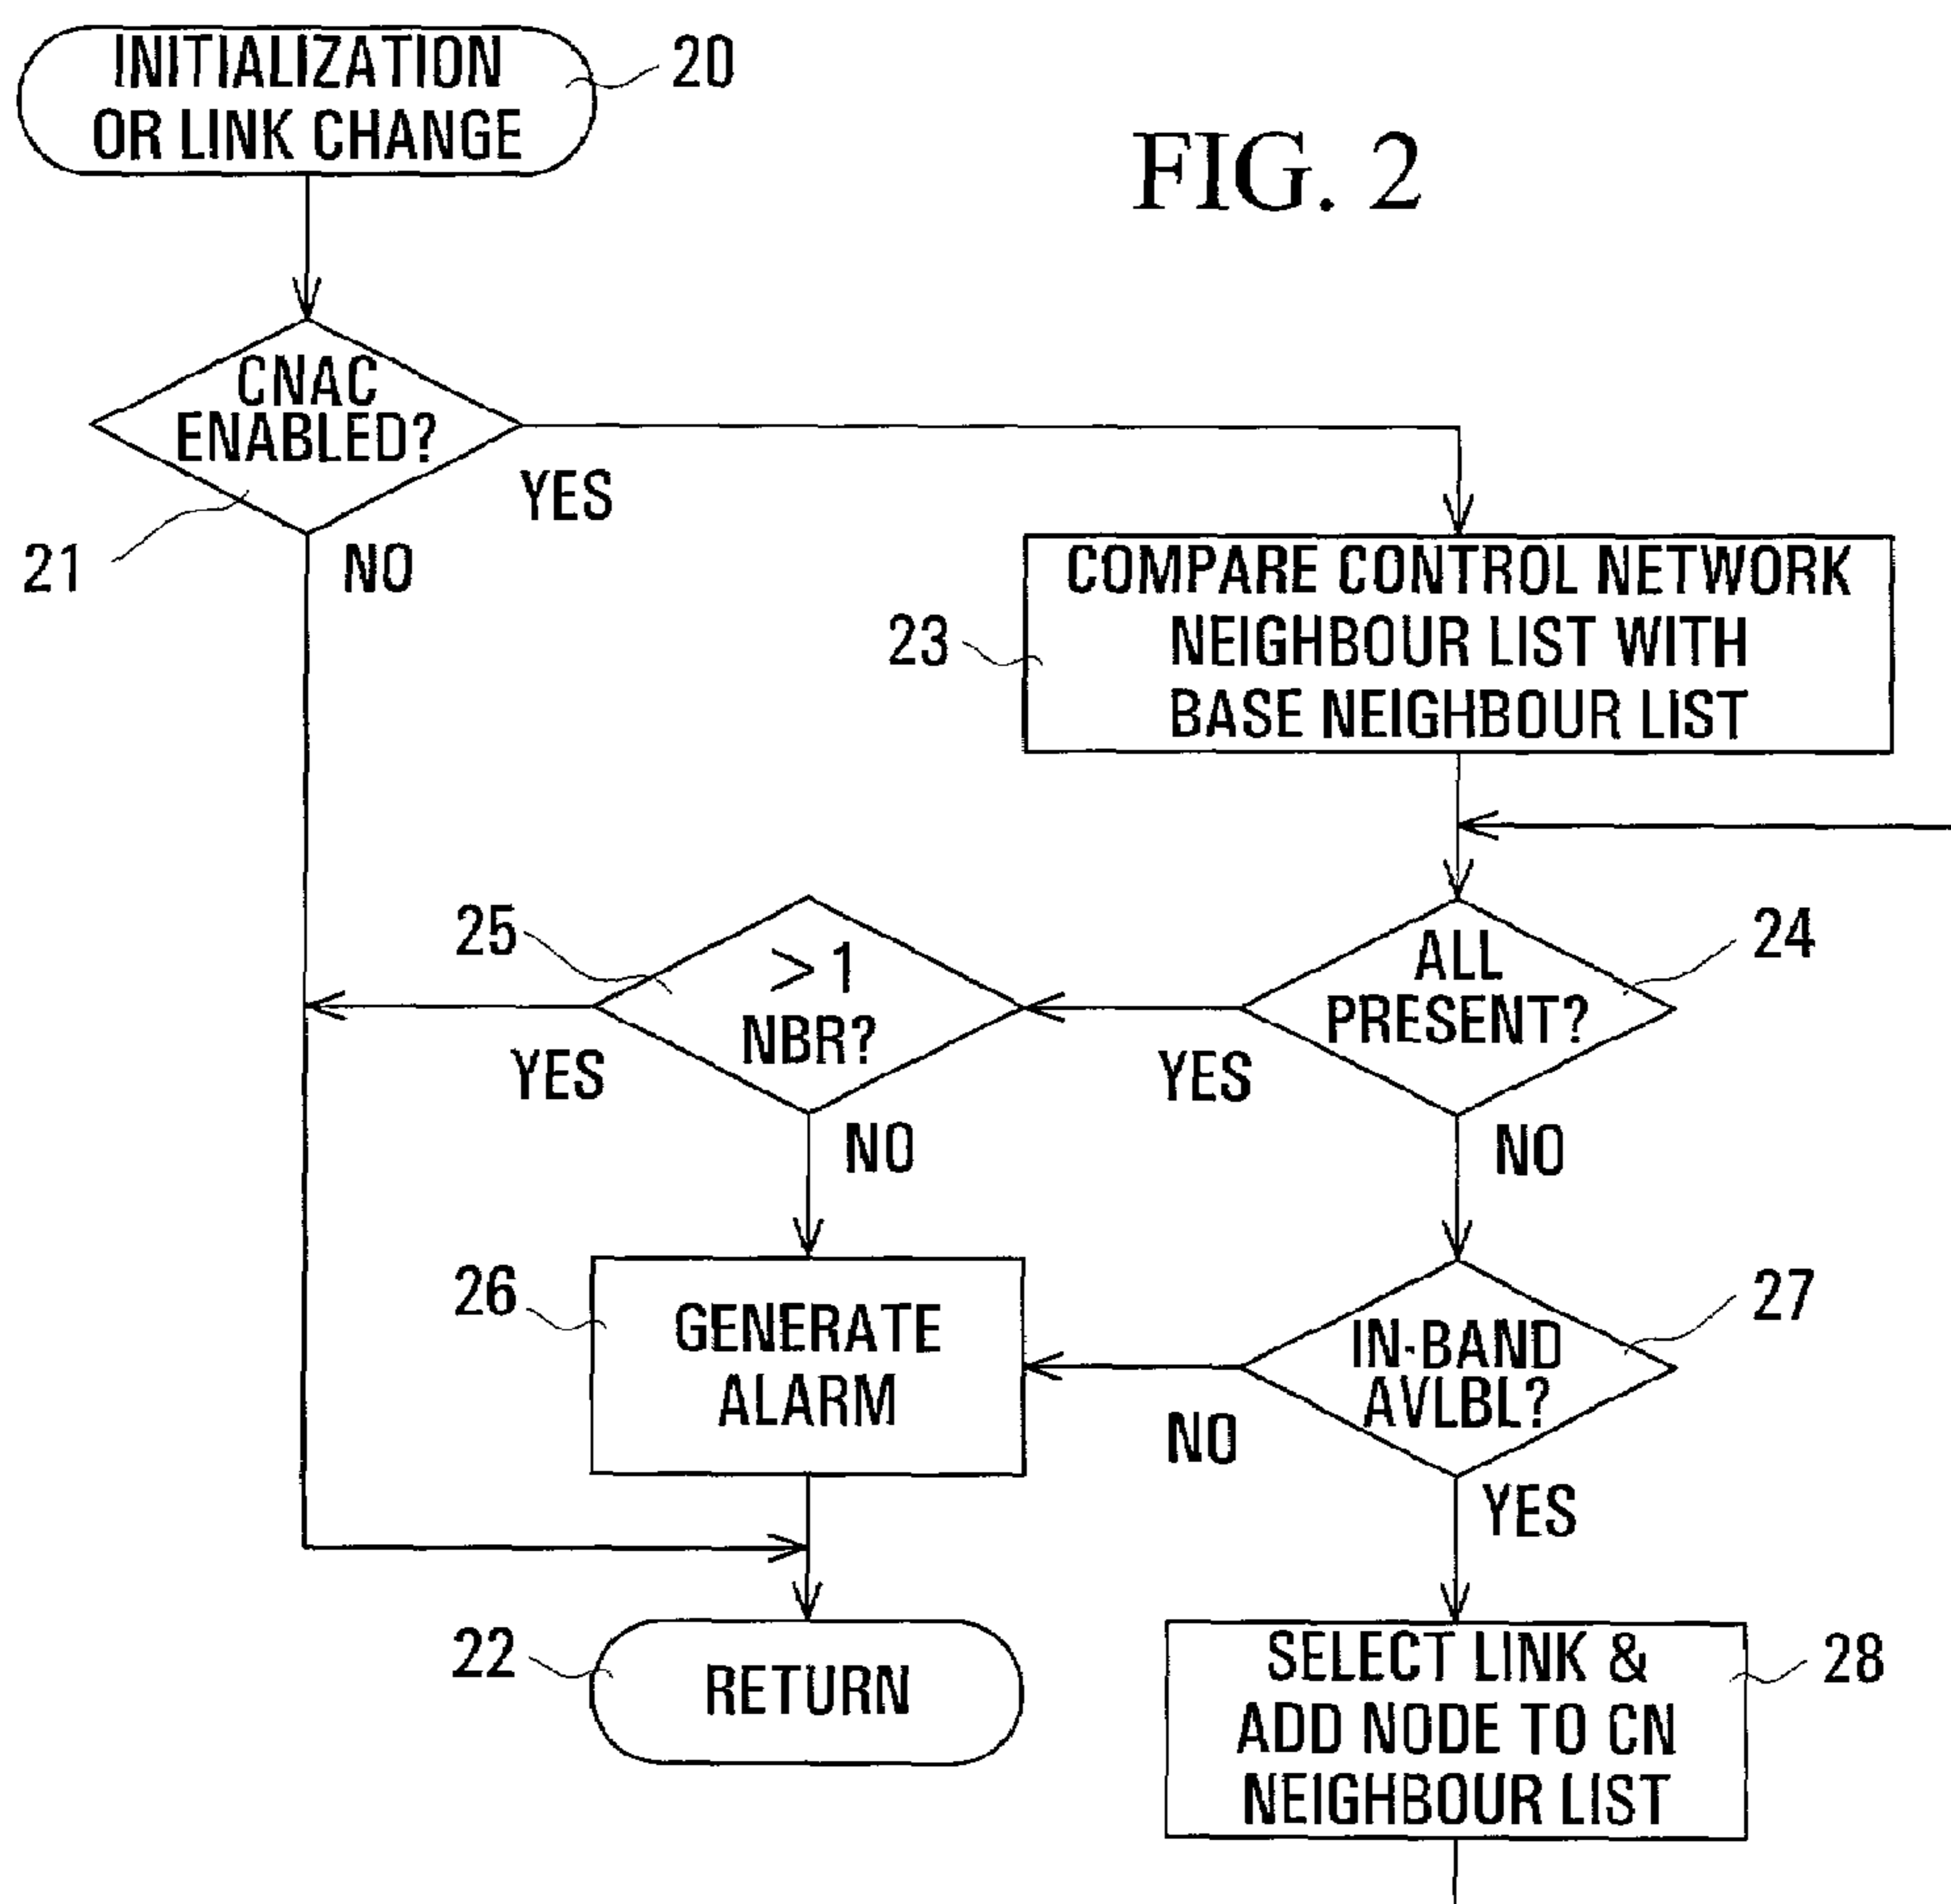 INITIALIZATION
OR LINK CHANGE
20
FIG. 2
CNAC
ENABLED?
YES
21
NO
COMPARE CONTROL NETWORK
NEIGHBOUR LIST WITH
BASE NEIGHBOUR LIST
23
25
> 1
NBR?
YES
NO
ALL
PRESENT?
24
YES
NO
26
GENERATE
ALARM
IN-BAND
AVLBL?
27
NO
YES
22
RETURN
SELECT LINK &
ADD NODE TO CN
NEIGHBOUR LIST
28